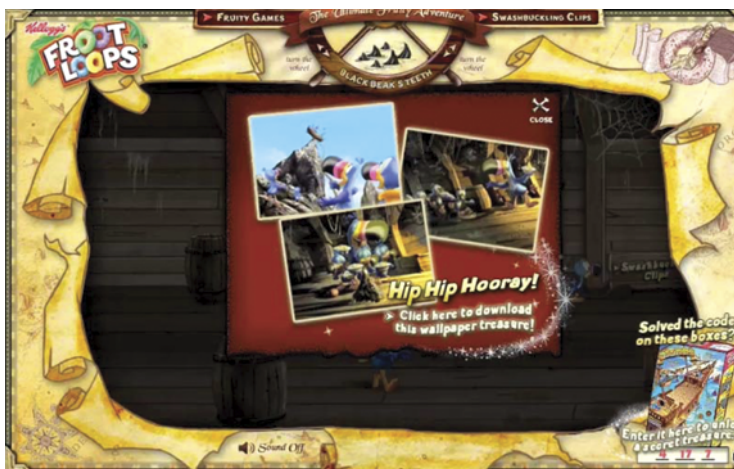 Kellogg's
FROOT
LOOPS
FRUITY GAMES
The Ultimate Fruity Adventure
SWASHBUCKLING CLIPS
turn the
wheel
turn the
wheel
BLACK BEAK'S TEETH
CLOSE
Hip Hip Hooray!
Click here to download
this wallpaper treasure!
Clips
Solved the code
on these boxes?
Enter it here to
a secret treasure
4 17 7
Sound Off